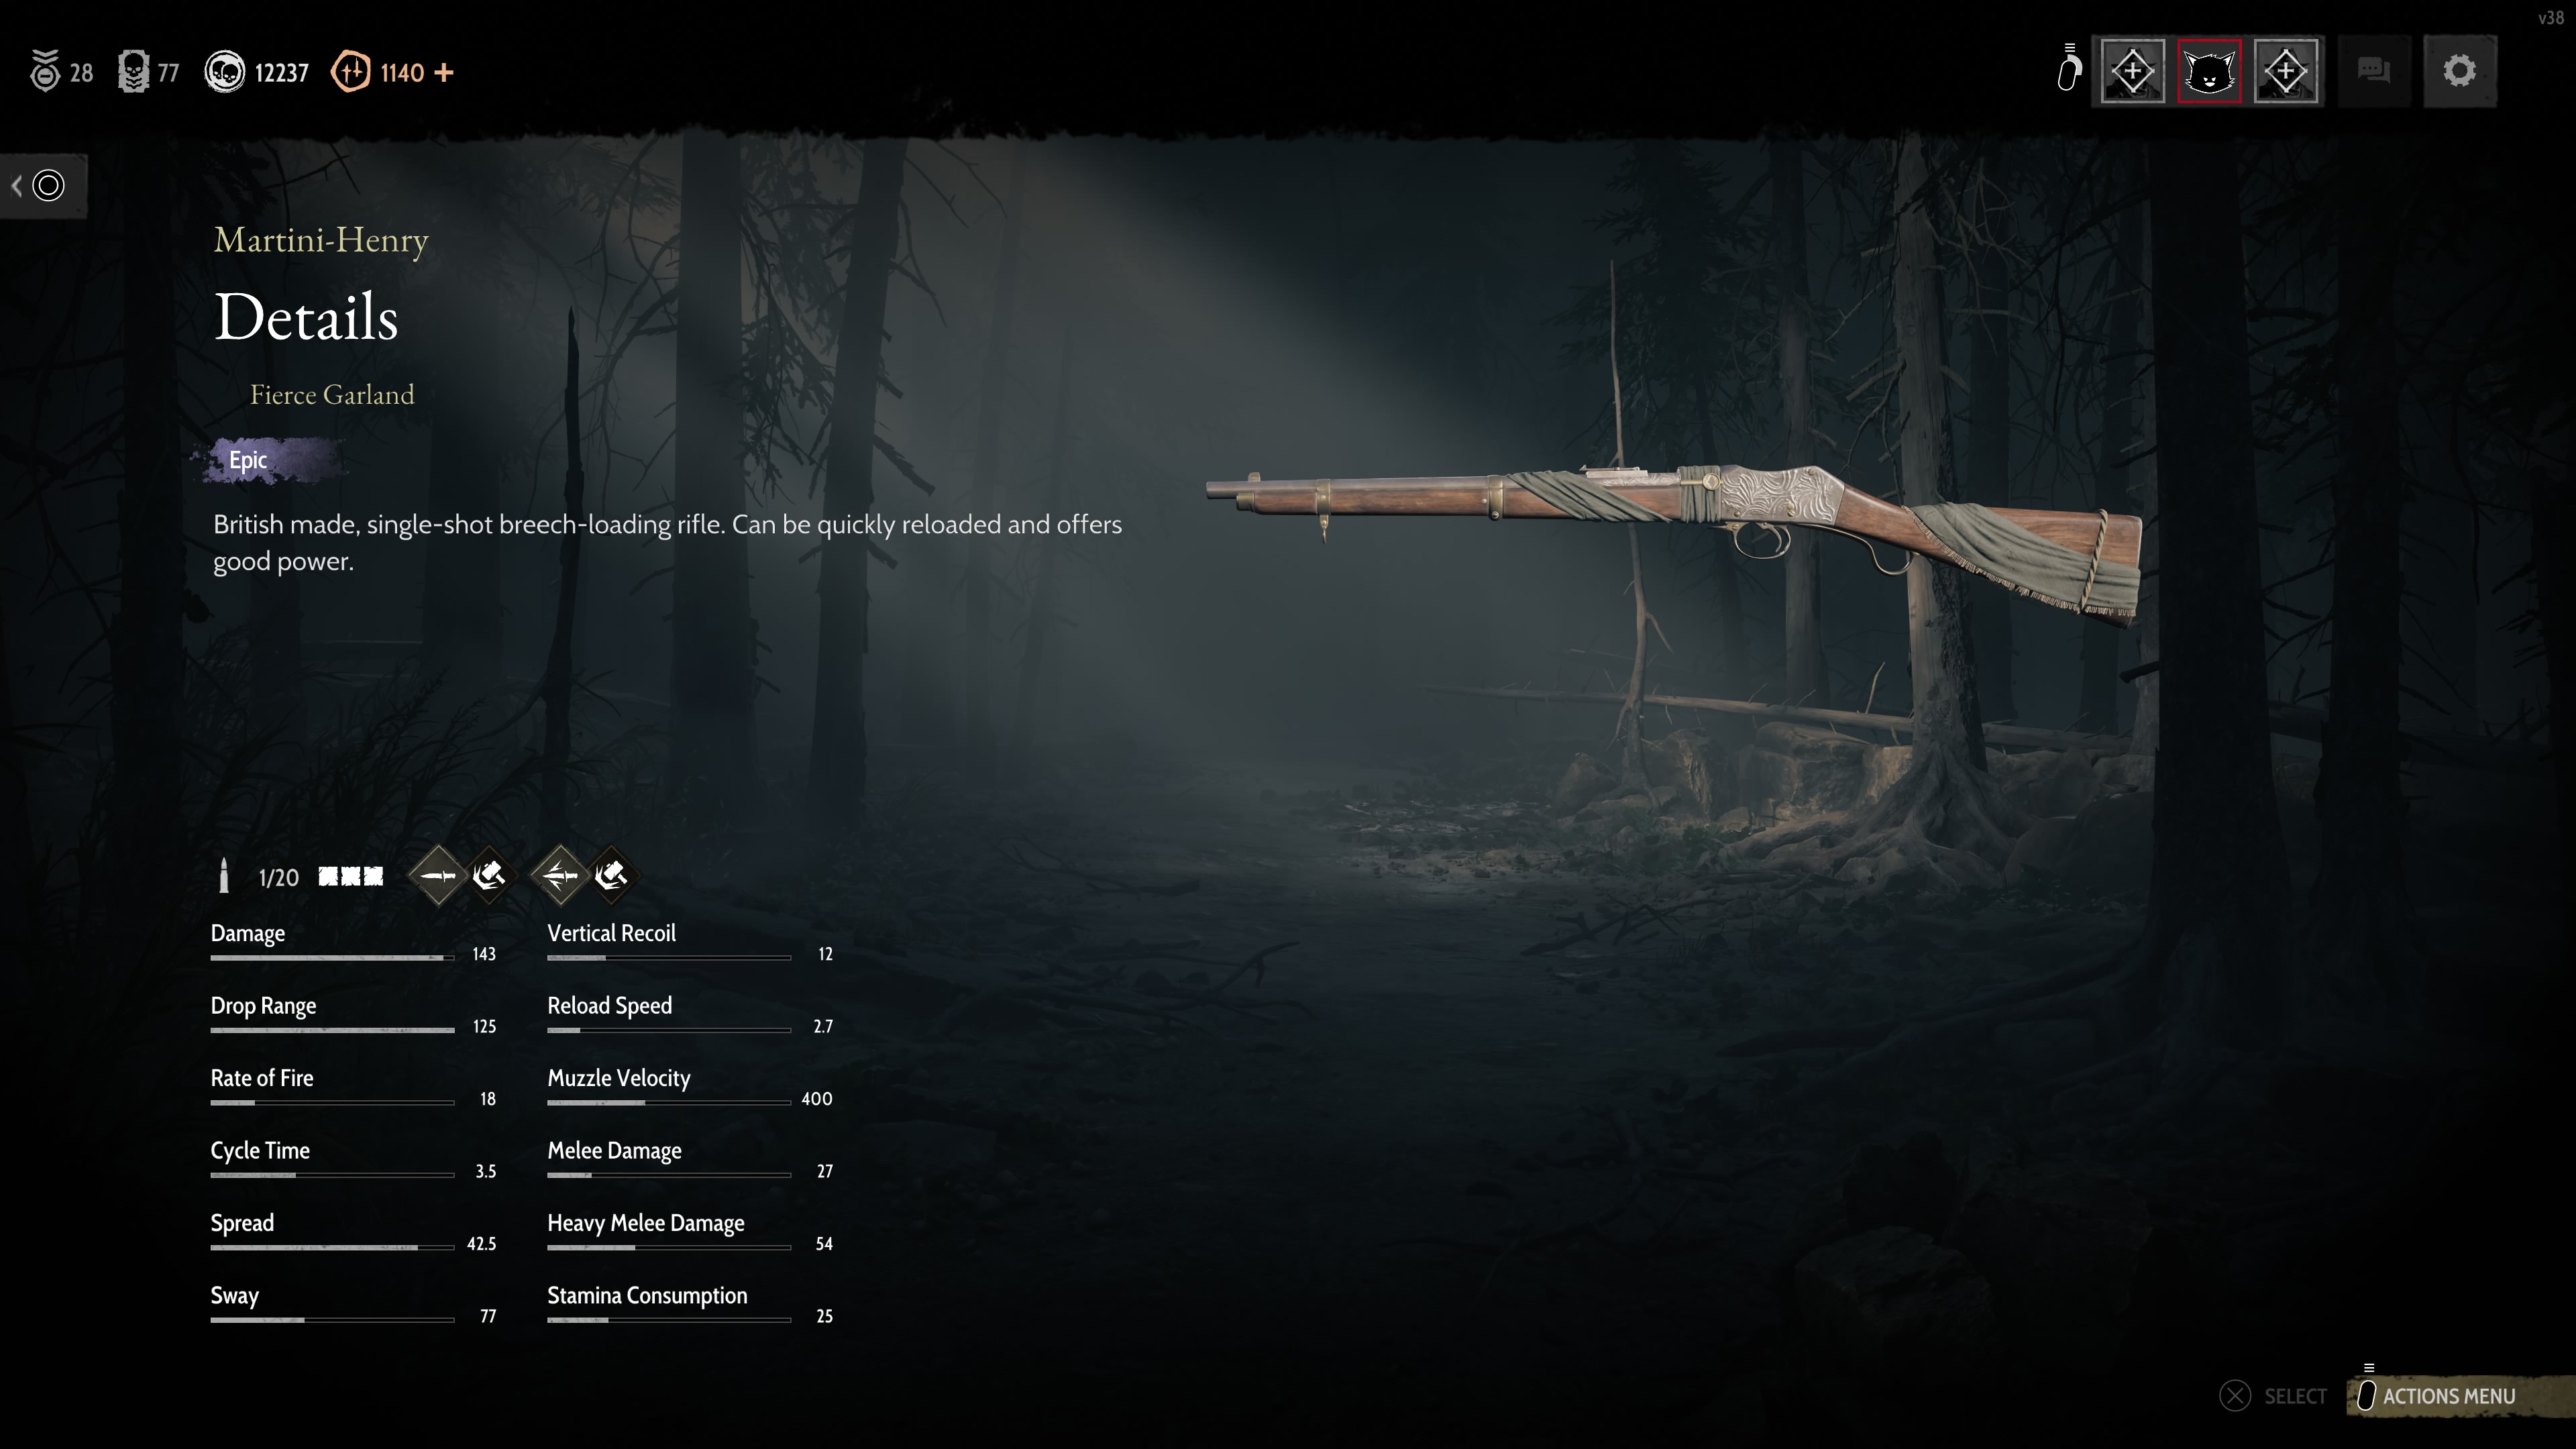 v38
28 77 12237 1140 +
Martini-Henry
Details
Fierce Garland
Epic
British made, single-shot breech-loading rifle. Can be quickly reloaded and offers
good power.
1/20
Damage 143
Drop Range 125
Rate of Fire 18
Cycle Time 3.5
Spread 42.5
Sway 77
Vertical Recoil 12
Reload Speed 2.7
Muzzle Velocity 400
Melee Damage 27
Heavy Melee Damage 54
Stamina Consumption 25
SELECT
ACTIONS MENU